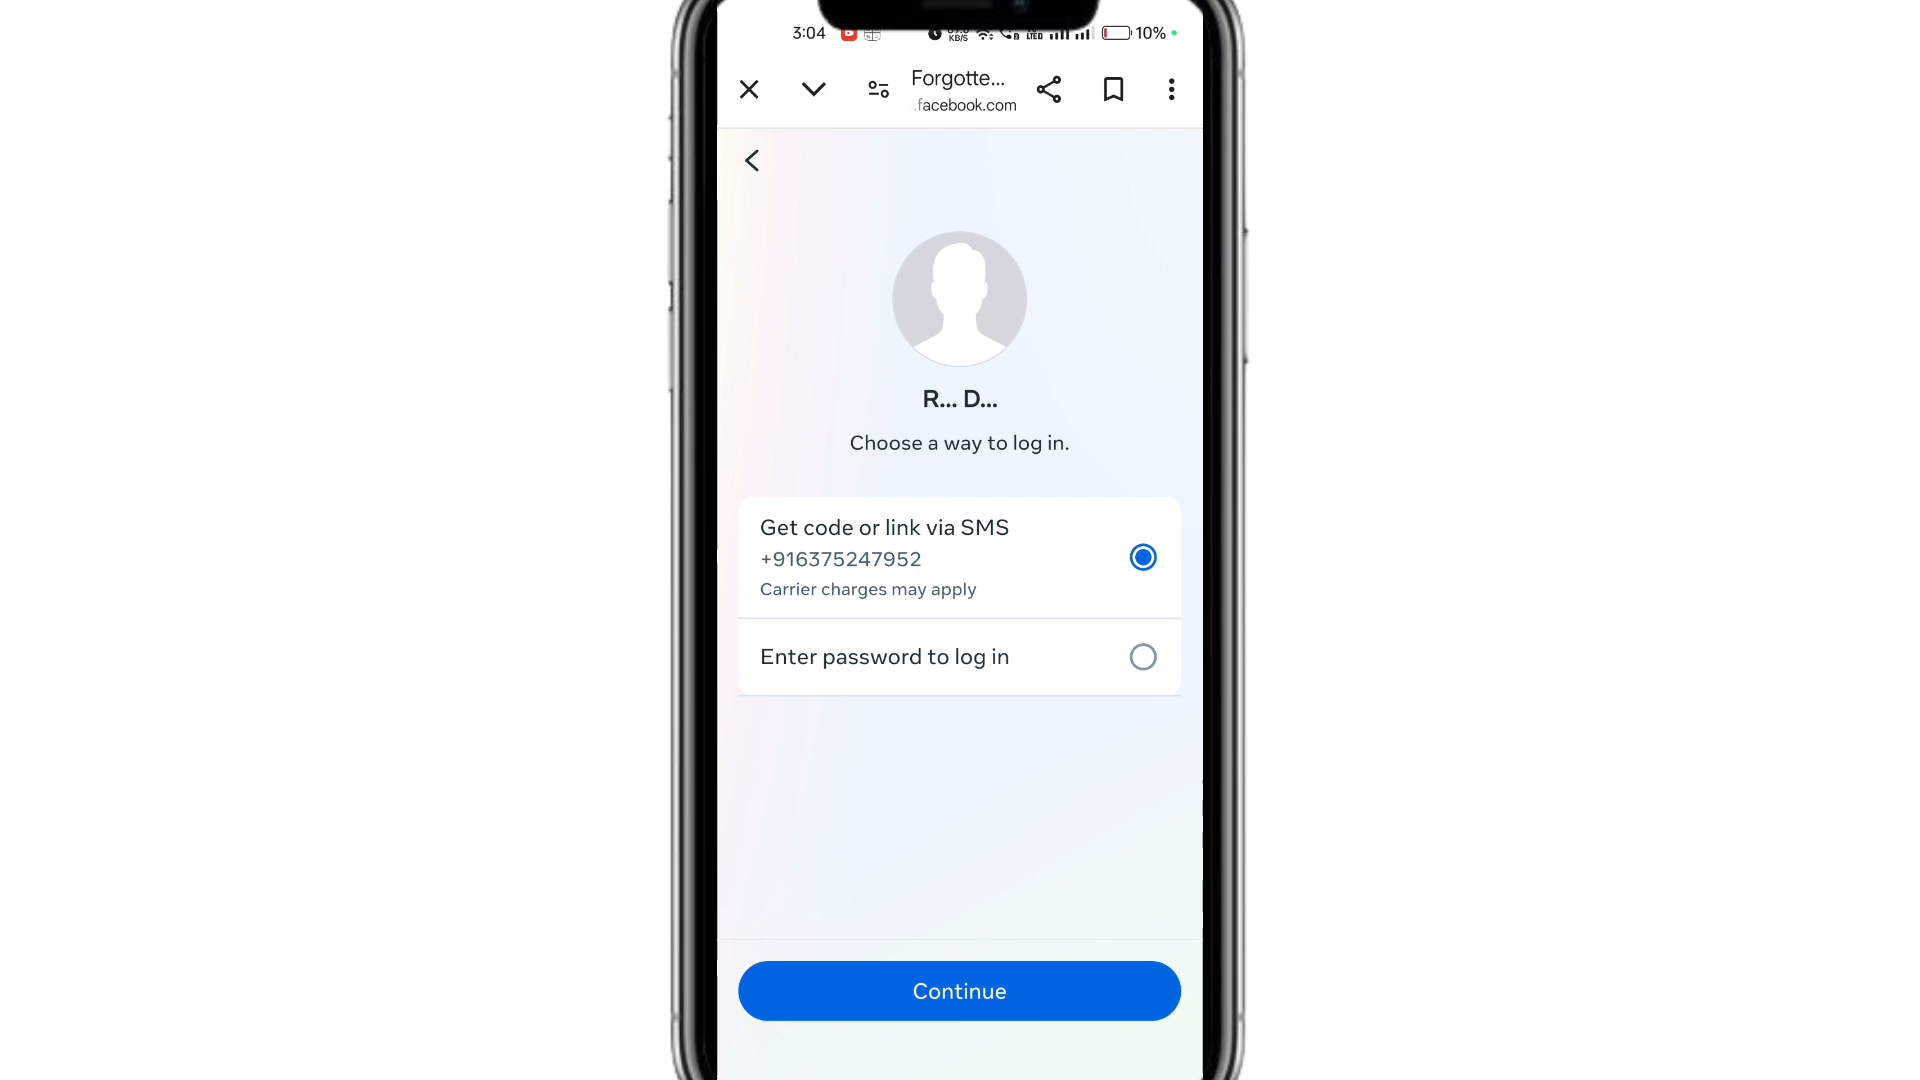 3:04 KB/S 10%
Forgotte...
.facebook.com
R... D...
Choose a way to log in.
Get code or link via SMS
+916375247952
Carrier charges may apply
Enter password to log in
Continue